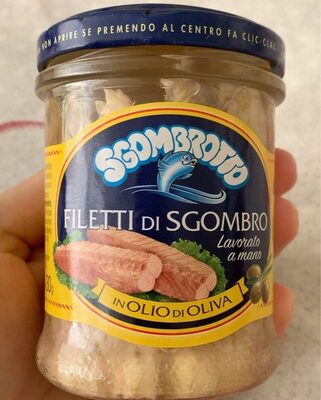 NON APRIRE SE PREMENDO AL CENTRO FA CLIC-CLAC
SGOMBROTTO
FILETTI DI SGOMBRO
Lavorato
a mano
IN OLIO DI OLIVA